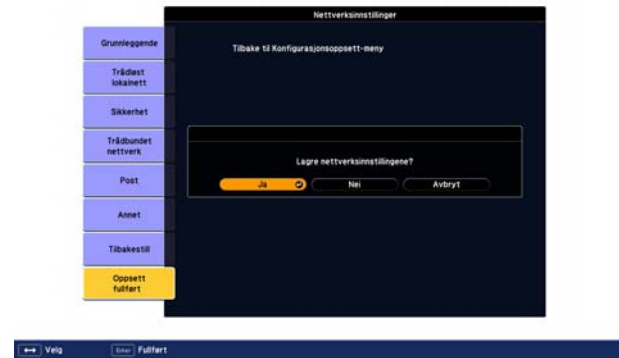 Nettverksinnstillinger
Grunnleggende
Tilbake til Konfigurasjonsoppsett-meny
Trådløst
lokalnett
Sikkerhet
Trådbundet
nettverk
Lagre nettverksinnstillingene?
Post
Ja
Nei
Avbryt
Annet
Tilbakestill
Oppsett
fullført
Velg
Enter
Fullført